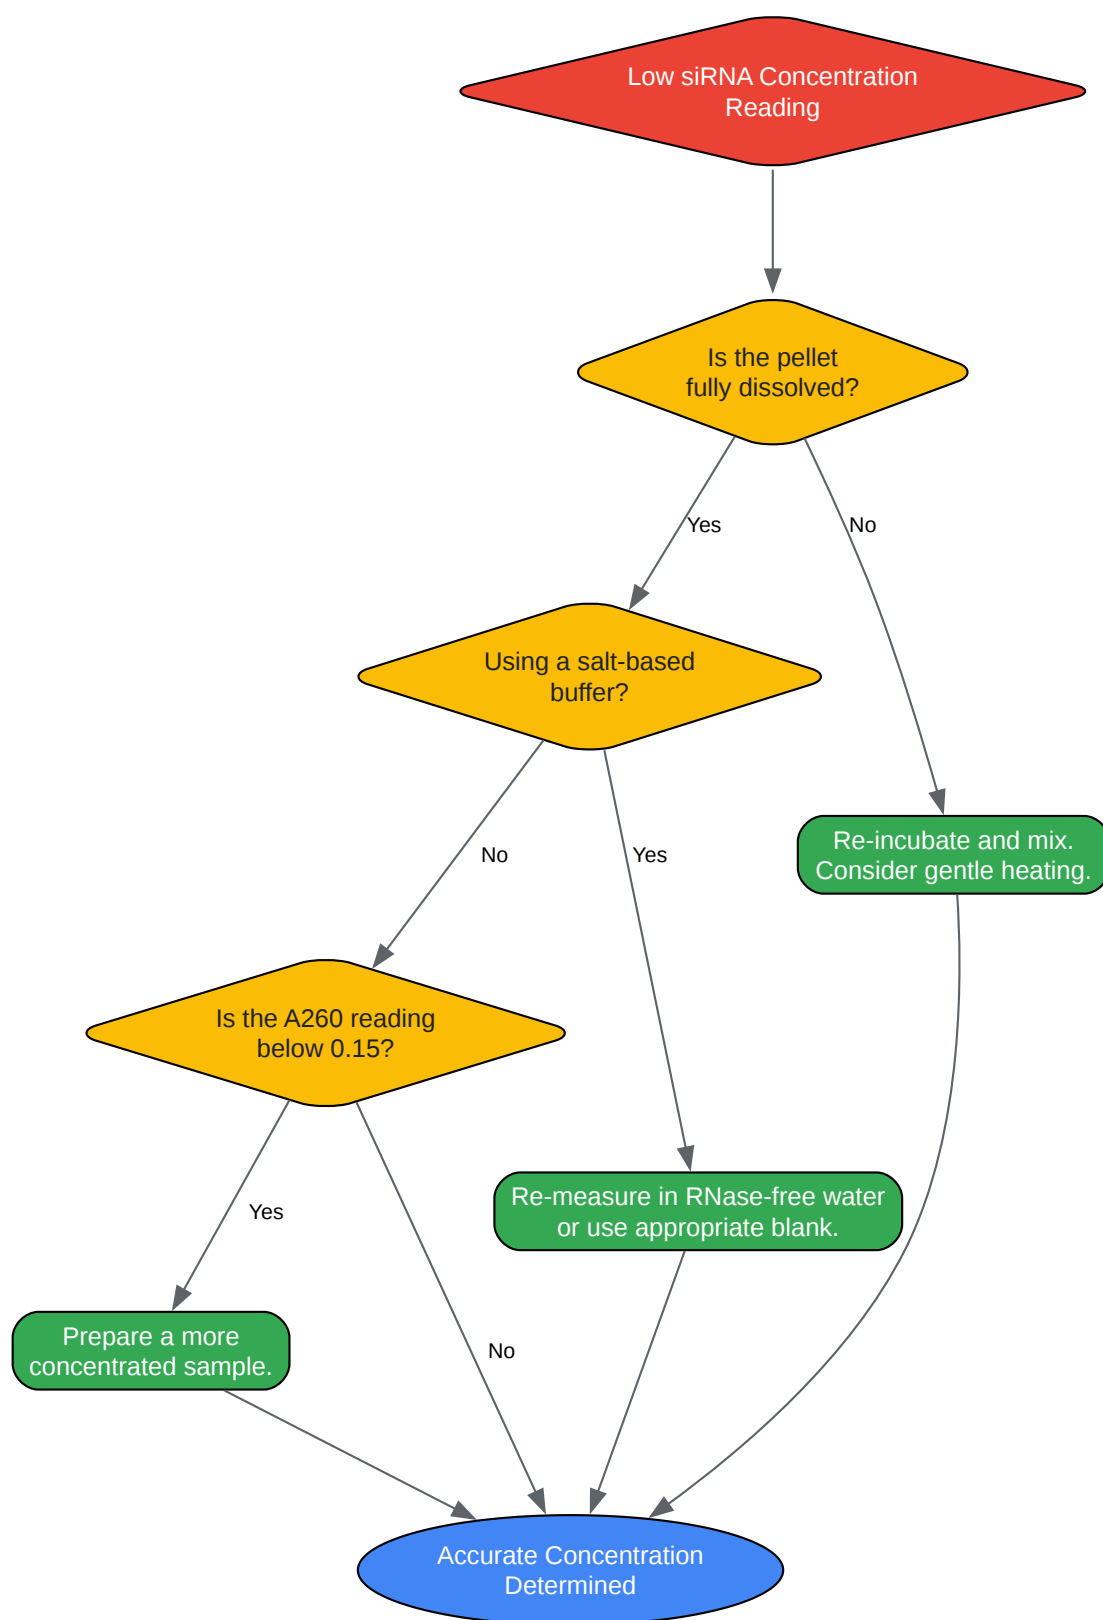 Low siRNA Concentration
Reading
Is the pellet
fully dissolved?
Yes
No
Using a salt-based
buffer?
No
Yes
Re-incubate and mix.
Consider gentle heating.
Is the A260 reading
below 0.15?
Yes
No
Re-measure in RNase-free water
or use appropriate blank.
Prepare a more
concentrated sample.
Accurate Concentration
Determined